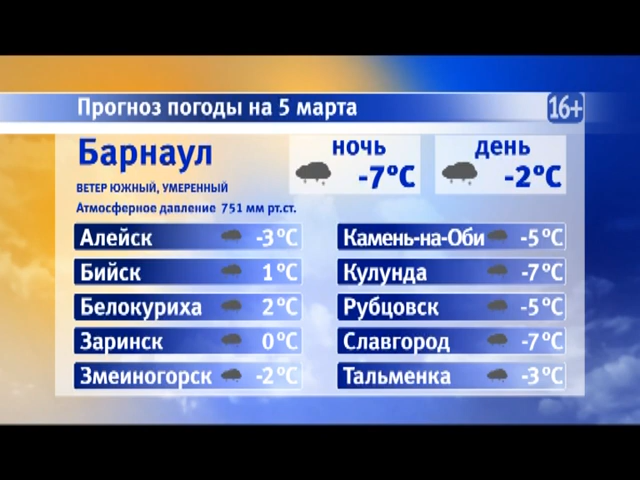 Прогноз погоды на 5 марта 16+
Барнаул
ВЕТЕР ЮЖНЫЙ, УМЕРЕННЫЙ
Атмосферное давление 751 мм рт.ст.
ночь
-7°C
день
-2°C
Алейск -3°C
Бийск 1°C
Белокуриха 2°C
Заринск 0°C
Змеиногорск -2°C
Камень-на-Оби -5°C
Кулунда -7°C
Рубцовск -5°C
Славгород -7°C
Тальменка -3°C